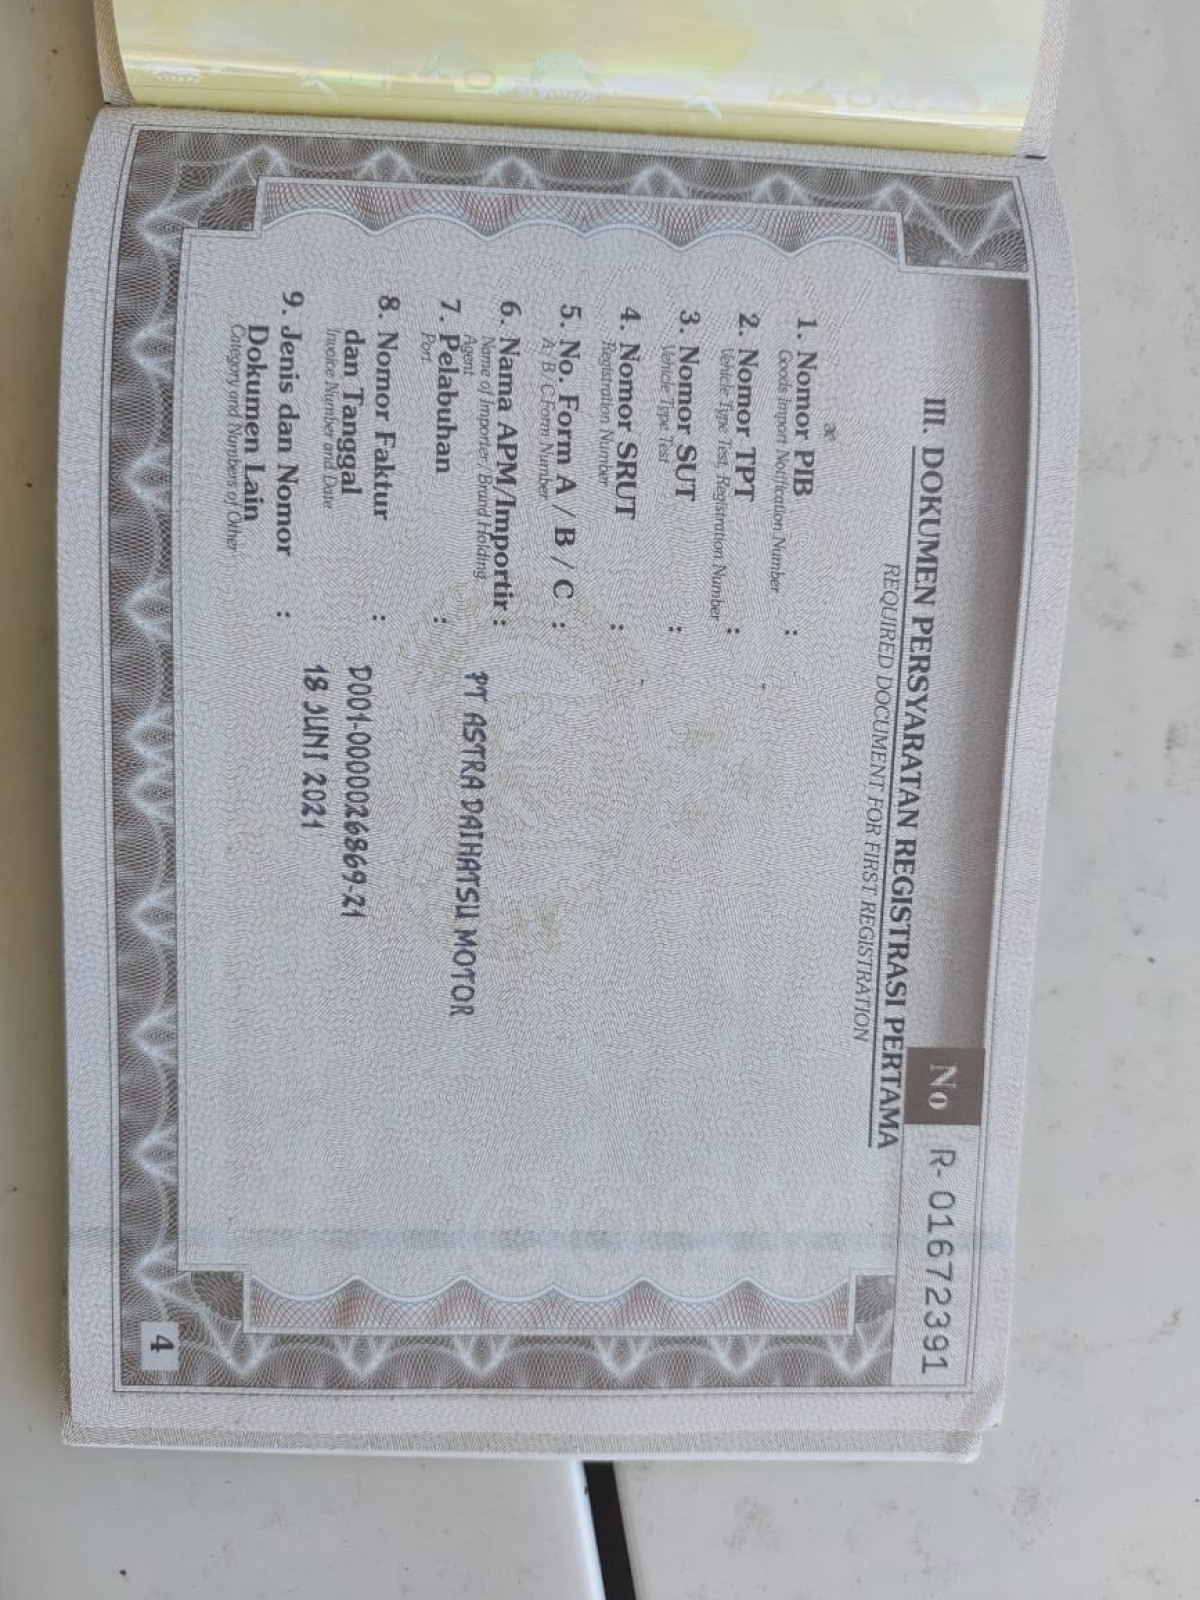 No R-01672391
III. DOKUMEN PERSYARATAN REGISTRASI PERTAMA
REQUIRED DOCUMENT FOR FIRST REGISTRATION
1. Nomor PIB :
Goods Import Notification Number
2. Nomor TPT :
Vehicle Type Test, Registration Number
3. Nomor SUT :
Vehicle Type Test
4. Nomor SRUT :
Registration Number
5. No. Form A / B / C :
A / B / C Form Number
6. Nama APM/Importir : PT ASTRA DAIHATSU MOTOR
Name of Importer / Brand Holding
Agent
7. Pelabuhan :
Port
8. Nomor Faktur : D001-0000026869-21
dan Tanggal 18 JUNI 2021
Invoice Number and Date
9. Jenis dan Nomor :
Dokumen Lain
Category and Numbers of Other
4